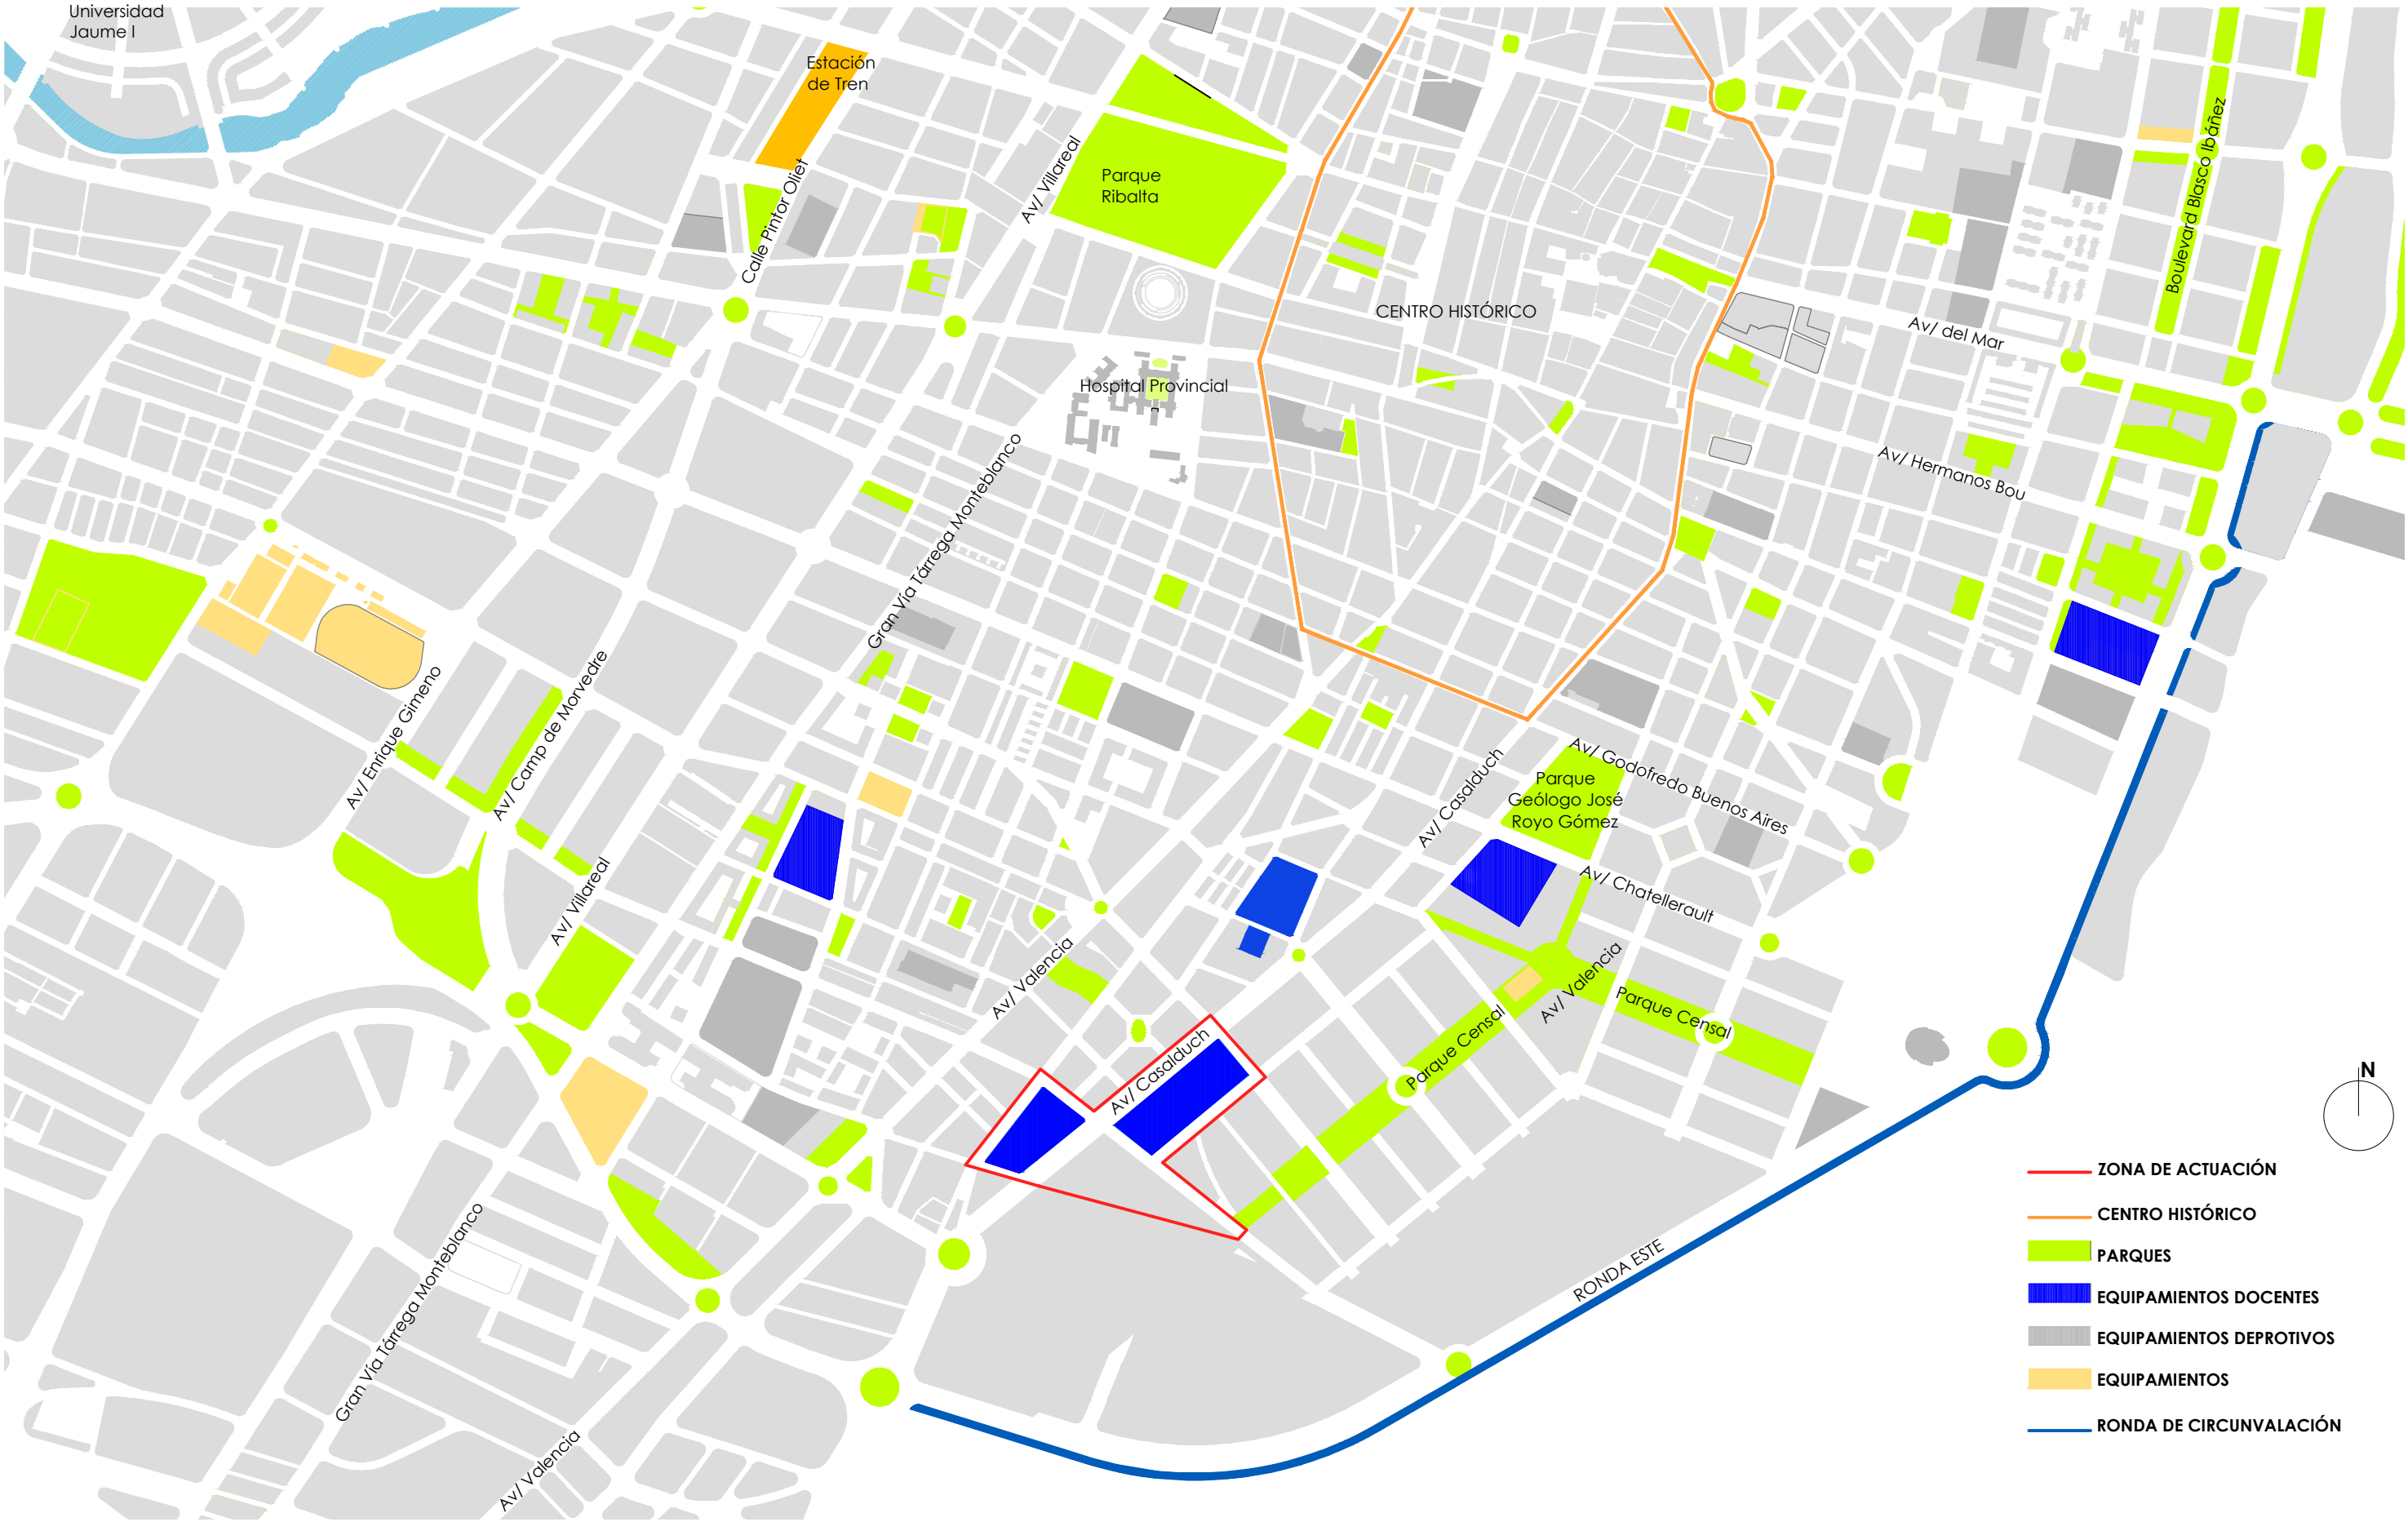 Universidad
Jaume I
Estación
de Tren
Calle Pintor Oliet
Av/ Villareal
Parque
Ribalta
CENTRO HISTÓRICO
Boulevard Blasco Ibáñez
Av/ del Mar
Hospital Provincial
Av/ Hermanos Bou
Gran Vía Tárrega Monteblanco
Av/ Enrique Gimeno
Av/ Camp de Morvedre
Av/ Casalduch
Av/ Godofredo Buenos Aires
Parque
Geólogo José
Royo Gómez
Av/ Villareal
Av/ Chatellerault
Av/ Valencia
Av/ Valencia
Parque Censal
Parque Censal
Av/ Casalduch
Gran Vía Tárrega Monteblanco
RONDA ESTE
Av/ Valencia
N
ZONA DE ACTUACIÓN
CENTRO HISTÓRICO
PARQUES
EQUIPAMIENTOS DOCENTES
EQUIPAMIENTOS DEPROTIVOS
EQUIPAMIENTOS
RONDA DE CIRCUNVALACIÓN